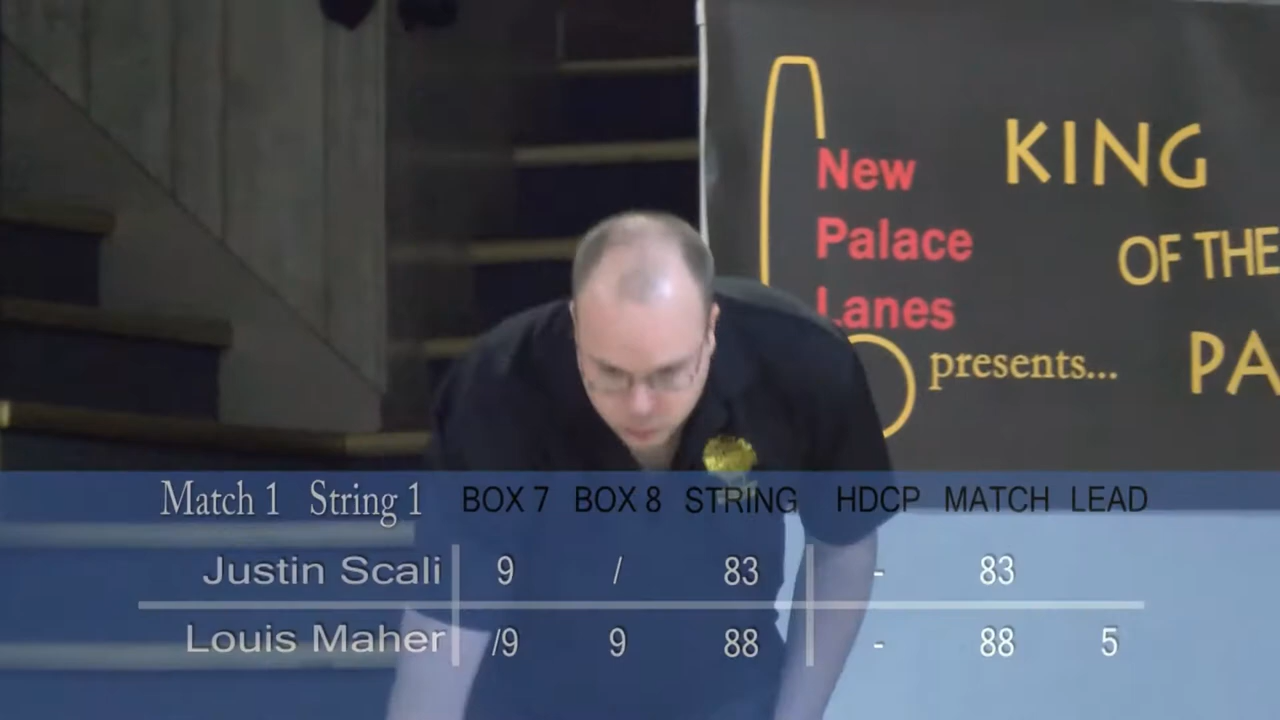 New
Palace
Lanes
presents...
KING
OF THE
PA
Match 1 String 1 BOX 7 BOX 8 STRING HDCP MATCH LEAD
Justin Scali 9 / 83 - 83
Louis Maher /9 9 88 - 88 5